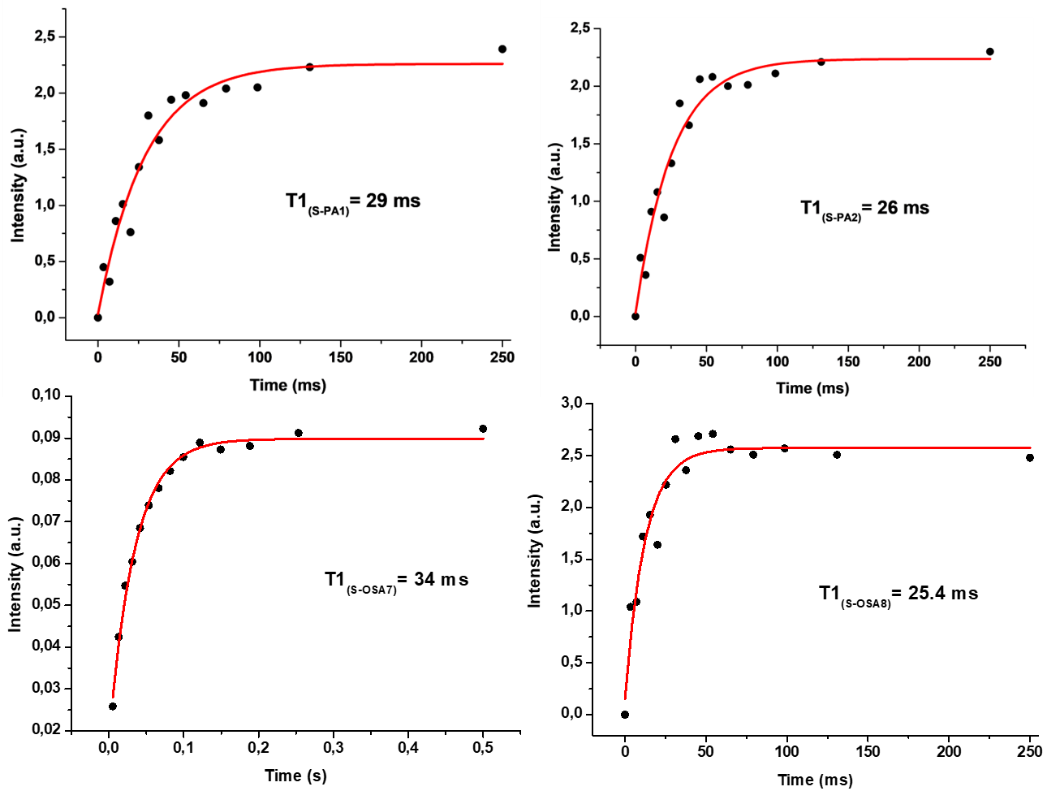 2,5
2,0
1,5
1,0
0,5
0,0
Intensity (a.u.)
T1(S-PA1)= 29 ms
0 50 100 150 200 250
Time (ms)
2,5
2,0
1,5
1,0
0,5
0,0
Intensity (a.u.)
T1(S-PA2)= 26 ms
0 50 100 150 200 250
Time (ms)
0,10
0,09
0,08
0,07
0,06
0,05
0,04
0,03
0,02
Intensity (a.u.)
T1(S-OSA7)= 34 ms
0,0 0,1 0,2 0,3 0,4 0,5
Time (s)
3,0
2,5
2,0
1,5
1,0
0,5
0,0
Intensity (a.u.)
T1(S-OSA8)= 25.4 ms
0 50 100 150 200 250
Time (ms)